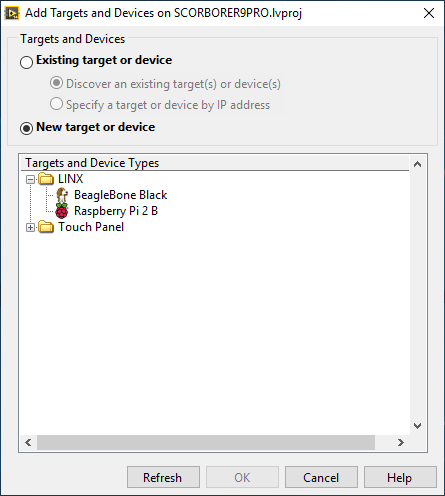 Add Targets and Devices on SCORBORER9PRO.lvproj
Targets and Devices
Existing target or device
Discover an existing target(s) or device(s)
Specify a target or device by IP address
New target or device
Targets and Device Types
LINX
BeagleBone Black
Raspberry Pi 2 B
Touch Panel
Refresh OK Cancel Help